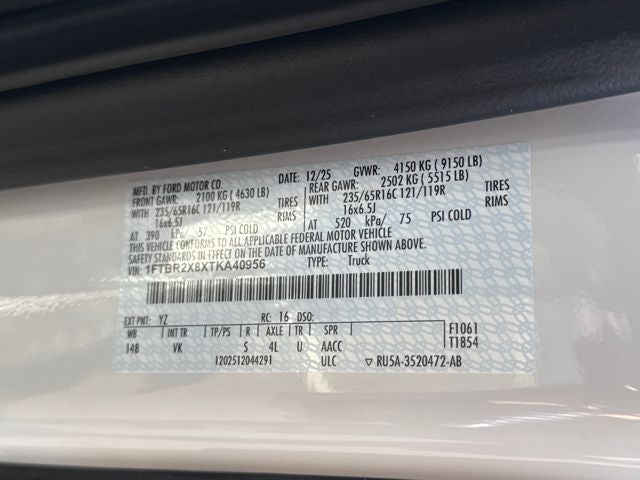 MFD. BY FORD MOTOR CO.
12/25 GVWR: 4150 KG ( 9150 LB)
FRONT GAWR: 2100 KG ( 4630 LB)
REAR GAWR: 2502 KG ( 5515 LB)
WITH 235/65R16C 121/119R TIRES
WITH 235/65R16C 121/119R TIRES
16x6.5J RIMS
16x6.5J RIMS
AT 390 kPa/ 57 PSI COLD
AT 520 kPa/ 75 PSI COLD
THIS VEHICLE CONFORMS TO ALL APPLICABLE FEDERAL MOTOR VEHICLE
SAFETY STANDARDS IN EFFECT ON THE DATE OF MANUFACTURE SHOWN ABOVE.
VIN: 1FTBR2X8XTKA40956 TYPE: Truck
EXT PNT: YZ RC: 16 DSO:
WB INT TR TP/PS R AXLE TR SPR F1061
148 VK S 4L U AACC T1854
1202512044291 ULC ▽ RU5A-3520472-AB